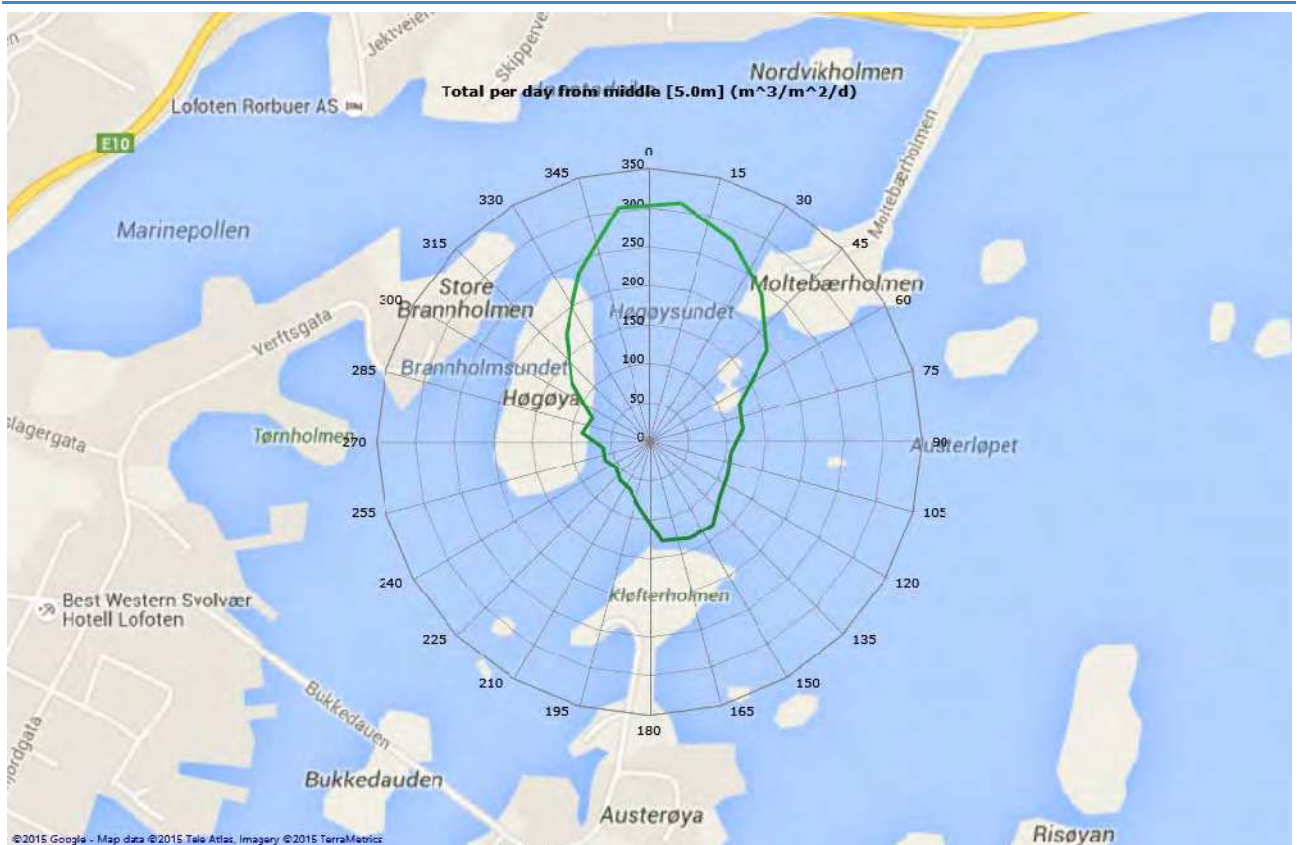 Jektveien
Skipperve
Nordvikholmen
Total per day from middle [5.0m] (m^3/m^2/d)
Lofoten Rorbuer AS
E10
Moltebærholmen
Marinepollen
0
350
345
15
330
30
300
315
45
250
Moltebærholmen
Store
Brannholmen
200
300
60
Høgøysundet
150
Verftsgata
Brannholmsundet
100
285
75
Høgøya
50
slagergata
Tørnholmen
270
0
90
Austerløpet
255
105
240
120
Best Western Svolvær
Hotell Lofoten
Kløfterholmen
225
135
210
150
195
165
180
Bukkedauen
jordgata
Bukkedauden
Austerøya
Risøyan
©2015 Google - Map data ©2015 Tele Atlas, Imagery ©2015 TerraMetrics